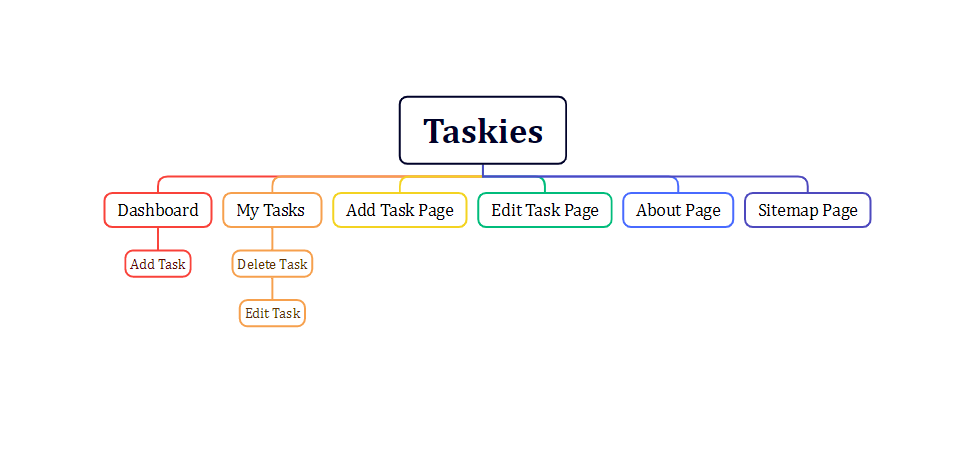 Taskies
Dashboard
My Tasks
Add Task Page
Edit Task Page
About Page
Sitemap Page
Add Task
Delete Task
Edit Task